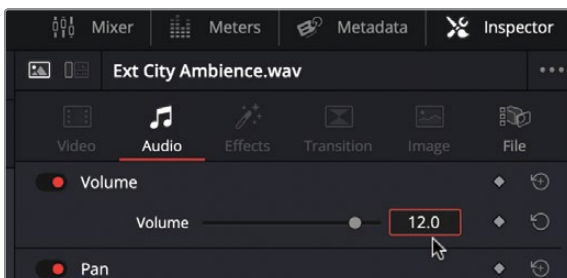 Mixer Meters Metadata Inspector
Ext City Ambience.wav
Video Audio Effects Transition Image File
Volume
Volume 12.0
Pan